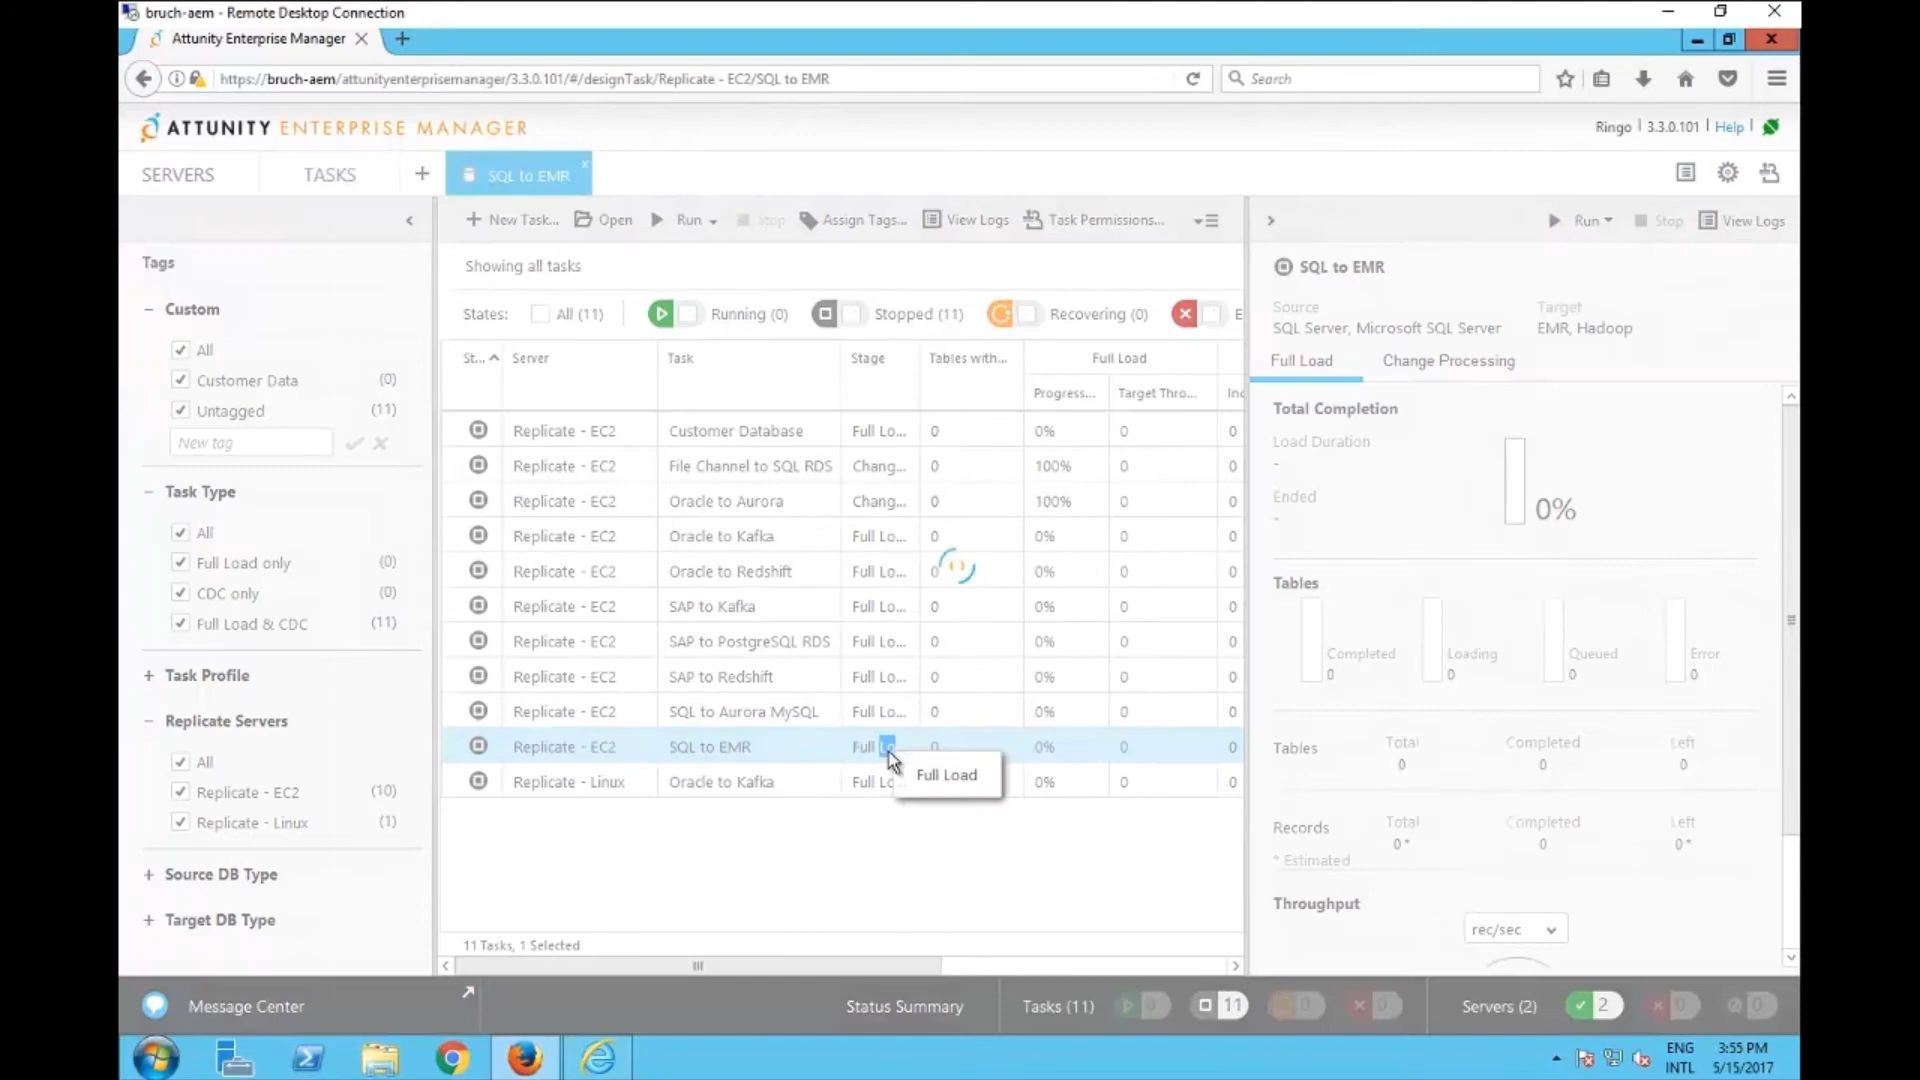 bruch-aem - Remote Desktop Connection
Attunity Enterprise Manager
https://bruch-aem/attunityenterprisemanager/3.3.0.101/#/designTask/Replicate - EC2/SQL to EMR
Search
ATTUNITY ENTERPRISE MANAGER
Ringo | 3.3.0.101 | Help |
SERVERS TASKS + SQL to EMR
New Task... Open Run Stop Assign Tags... View Logs Task Permissions...
Run Stop View Logs
Tags
Showing all tasks
SQL to EMR
Custom
States: All (11) Running (0) Stopped (11) Recovering (0) E
Source Target
SQL Server, Microsoft SQL Server EMR, Hadoop
All
Customer Data (0)
Untagged (11)
New tag
St... Server Task Stage Tables with... Full Load
Progress... Target Thro... Inc
Full Load Change Processing
Replicate - EC2 Customer Database Full Lo... 0 0% 0 0
Replicate - EC2 File Channel to SQL RDS Chang... 0 100% 0 0
Replicate - EC2 Oracle to Aurora Chang... 0 100% 0 0
Replicate - EC2 Oracle to Kafka Full Lo... 0 0% 0 0
Replicate - EC2 Oracle to Redshift Full Lo... 0 0% 0 0
Replicate - EC2 SAP to Kafka Full Lo... 0 0% 0 0
Replicate - EC2 SAP to PostgreSQL RDS Full Lo... 0 0% 0 0
Replicate - EC2 SAP to Redshift Full Lo... 0 0% 0 0
Replicate - EC2 SQL to Aurora MySQL Full Lo... 0 0% 0 0
Replicate - EC2 SQL to EMR Full Lo 0 0% 0 0
Full Load
Replicate - Linux Oracle to Kafka Full Lo 0% 0 0
Task Type
All
Full Load only (0)
CDC only (0)
Full Load & CDC (11)
Task Profile
Replicate Servers
All
Replicate - EC2 (10)
Replicate - Linux (1)
Source DB Type
Target DB Type
Total Completion
Load Duration
-
Ended
-
0%
Tables
Completed 0
Loading 0
Queued 0
Error 0
Tables Total 0 Completed 0 Left 0
Records Total 0 * Completed 0 Left 0 *
* Estimated
Throughput
rec/sec
11 Tasks, 1 Selected
Message Center Status Summary Tasks (11) 0 11 0 0 Servers (2) 2 0 0
ENG 3:55 PM
INTL 5/15/2017